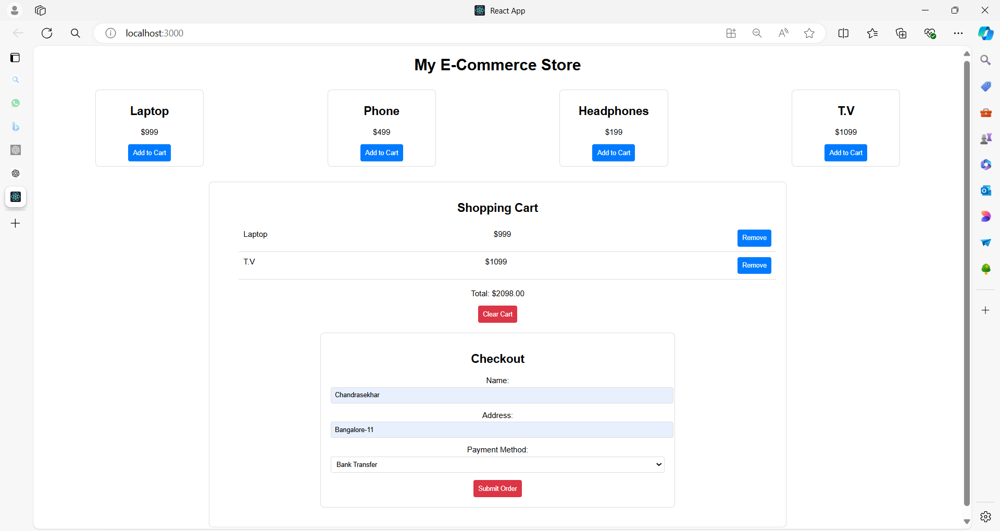 React App
localhost:3000
My E-Commerce Store
Laptop
$999
Add to Cart
Phone
$499
Add to Cart
Headphones
$199
Add to Cart
T.V
$1099
Add to Cart
Shopping Cart
Laptop $999 Remove
T.V $1099 Remove
Total: $2098.00
Clear Cart
Checkout
Name:
Chandrasekhar
Address:
Bangalore-11
Payment Method:
Bank Transfer
Submit Order